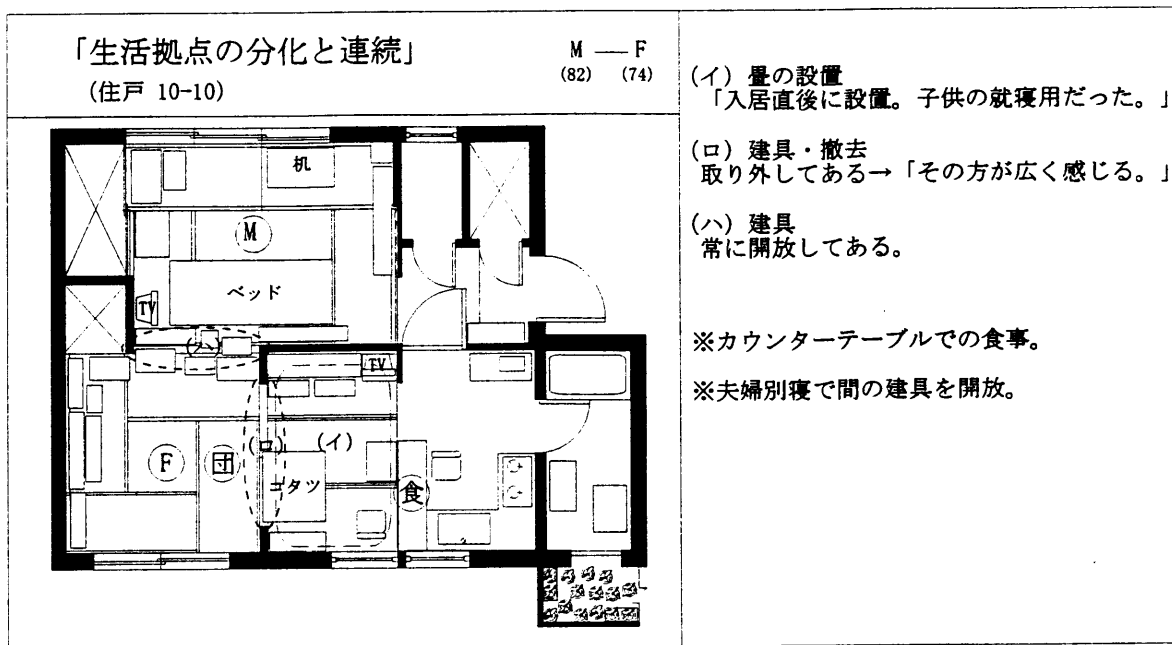 「生活拠点の分化と連続」
(住戸 10-10)
M — F
(82) (74)
机
M
ベッド
TV
(ハ)
TV
(ロ)
(イ)
F
団
コタツ
食
(イ) 畳の設置
「入居直後に設置。子供の就寝用だった。」
(ロ) 建具・撤去
取り外してある→「その方が広く感じる。」
(ハ) 建具
常に開放してある。
※カウンターテーブルでの食事。
※夫婦別寝で間の建具を開放。